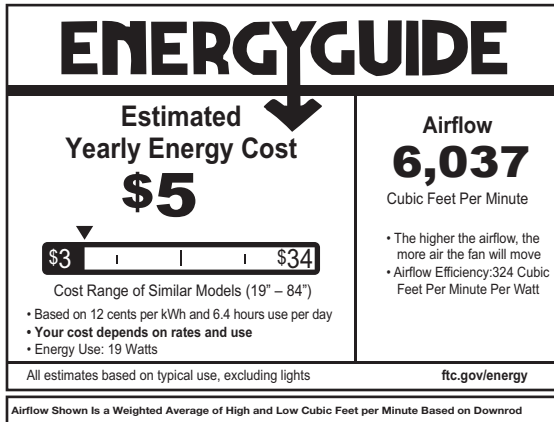 ENERGYGUIDE
Estimated
Yearly Energy Cost
$5
$3
$34
Cost Range of Similar Models (19” – 84”)
• Based on 12 cents per kWh and 6.4 hours use per day
• Your cost depends on rates and use
• Energy Use: 19 Watts
Airflow
6,037
Cubic Feet Per Minute
• The higher the airflow, the
more air the fan will move
• Airflow Efficiency:324 Cubic
Feet Per Minute Per Watt
All estimates based on typical use, excluding lights
ftc.gov/energy
Airflow Shown Is a Weighted Average of High and Low Cubic Feet per Minute Based on Downrod